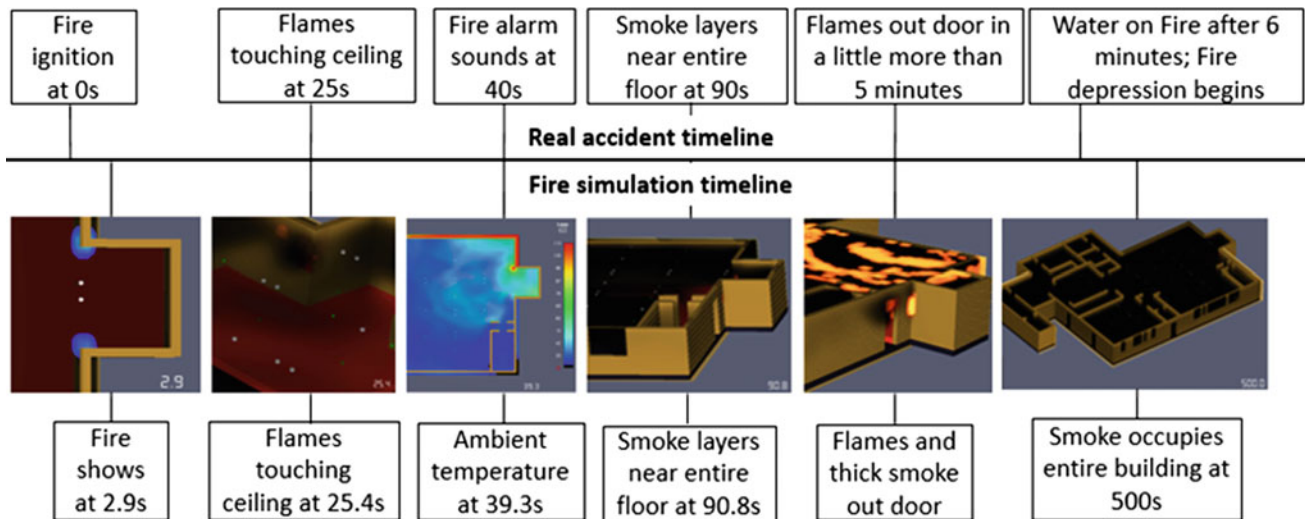 Fire
ignition
at 0s
Flames
touching ceiling
at 25s
Fire alarm
sounds at
40s
Smoke layers
near entire
floor at 90s
Flames out door in
a little more than
5 minutes
Water on Fire after 6
minutes; Fire
depression begins
Real accident timeline
Fire simulation timeline
2.9
25.4
39.3
90.8
500.0
Fire
shows
at 2.9s
Flames
touching
ceiling at 25.4s
Ambient
temperature
at 39.3s
Smoke layers
near entire
floor at 90.8s
Flames and
thick smoke
out door
Smoke occupies
entire building at
500s